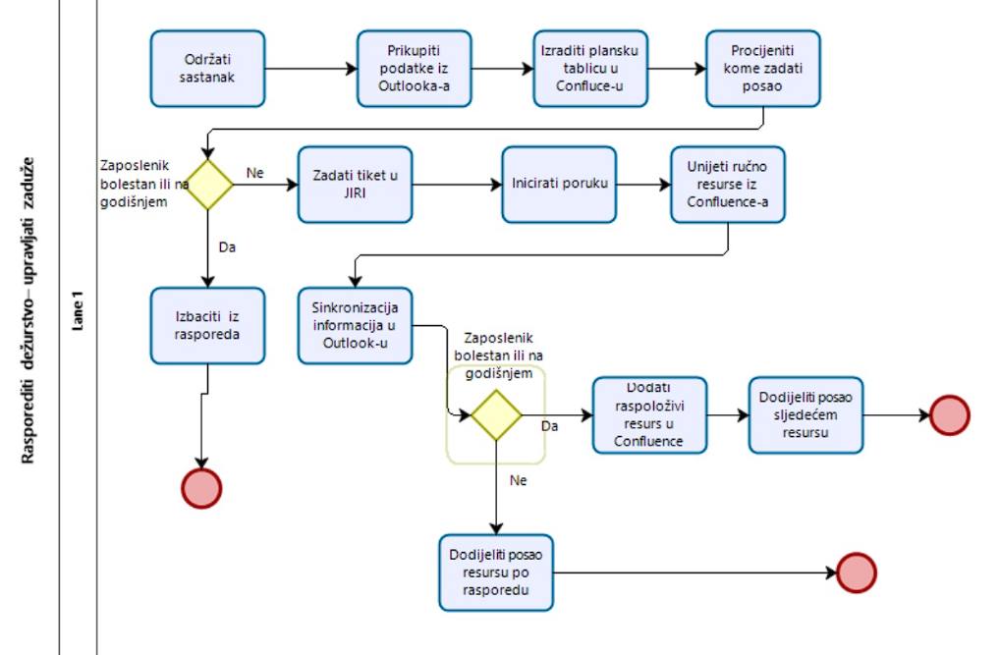 Rasporediti dežurstvo– upravljati zaduže
Lane 1
Održati
sastanak
Prikupiti
podatke iz
Outlooka-a
Izraditi plansku
tablicu u
Confluce-u
Procijeniti
kome zadati
posao
Zaposlenik
bolestan ili na
godišnjem
Ne
Zadati tiket u
JIRI
Inicirati poruku
Unijeti ručno
resurse iz
Confluence-a
Da
Izbaciti iz
rasporeda
Sinkronizacija
informacija u
Outlook-u
Zaposlenik
bolestan ili na
godišnjem
Da
Dodati
raspoloživi
resurs u
Confluence
Dodijeliti posao
sljedećem
resursu
Ne
Dodijeliti posao
resursu po
rasporedu